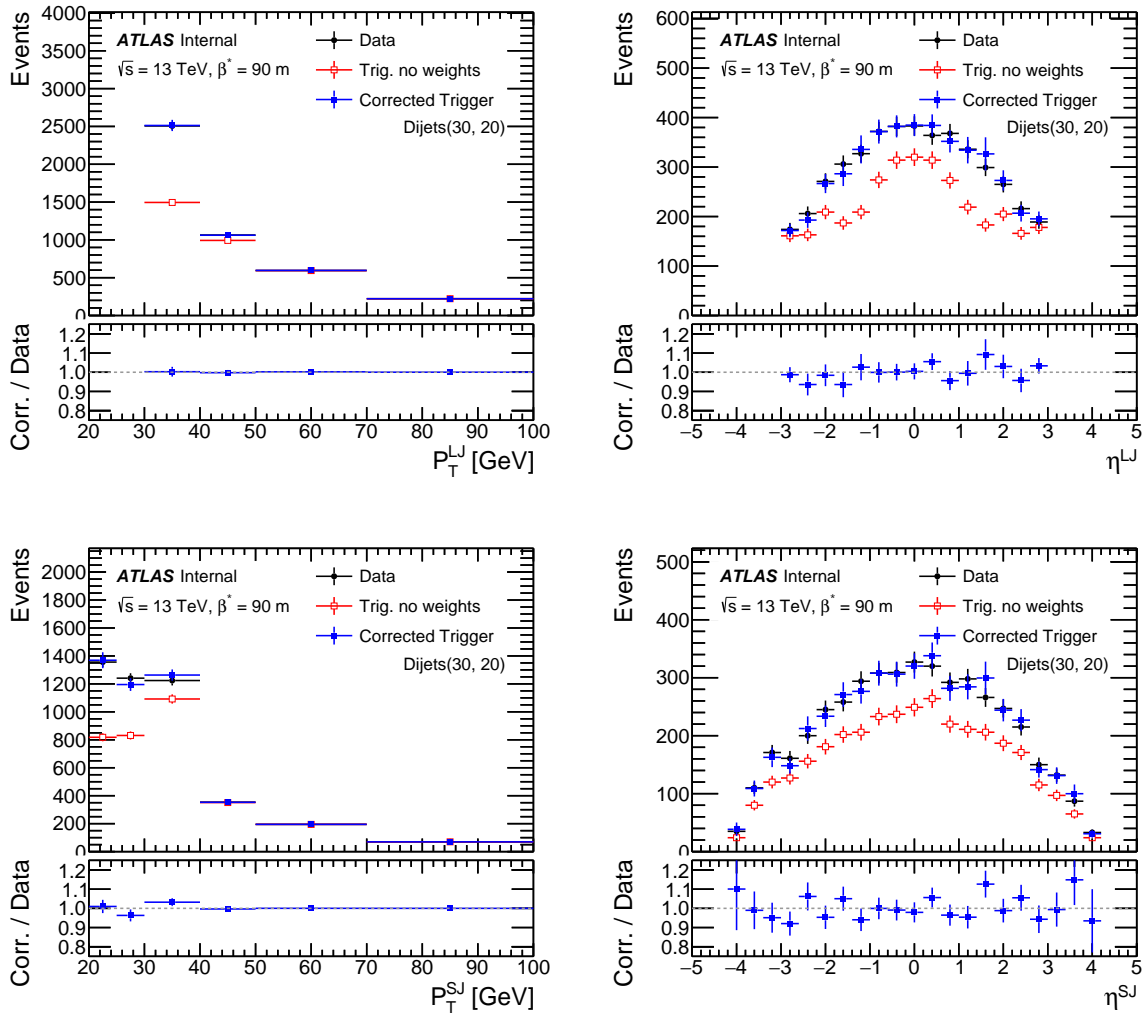 Events
4000
3500
3000
2500
2000
1500
1000
500
0
ATLAS Internal
√s = 13 TeV, β* = 90 m
Data
Trig. no weights
Corrected Trigger
Dijets(30, 20)
Corr. / Data
1.2
1.1
1.0
0.9
0.8
20 30 40 50 60 70 80 90 100
P_T^LJ [GeV]
Events
600
500
400
300
200
100
0
ATLAS Internal
√s = 13 TeV, β* = 90 m
Data
Trig. no weights
Corrected Trigger
Dijets(30, 20)
Corr. / Data
1.2
1.1
1.0
0.9
0.8
−5 −4 −3 −2 −1 0 1 2 3 4 5
η^LJ
Events
2000
1800
1600
1400
1200
1000
800
600
400
200
0
ATLAS Internal
√s = 13 TeV, β* = 90 m
Data
Trig. no weights
Corrected Trigger
Dijets(30, 20)
Corr. / Data
1.2
1.1
1.0
0.9
0.8
20 30 40 50 60 70 80 90 100
P_T^SJ [GeV]
Events
500
400
300
200
100
0
ATLAS Internal
√s = 13 TeV, β* = 90 m
Data
Trig. no weights
Corrected Trigger
Dijets(30, 20)
Corr. / Data
1.2
1.1
1.0
0.9
0.8
−5 −4 −3 −2 −1 0 1 2 3 4 5
η^SJ